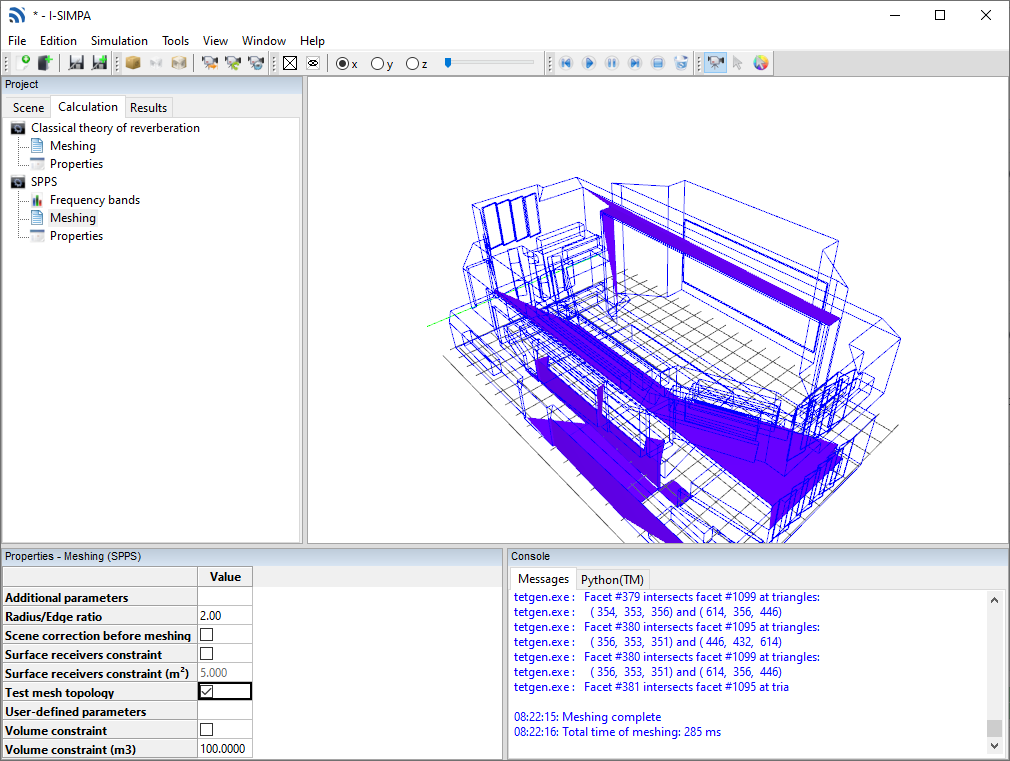 * - I-SIMPA
File Edition Simulation Tools View Window Help
x y z
Project
Scene Calculation Results
Classical theory of reverberation
Meshing
Properties
SPPS
Frequency bands
Meshing
Properties
Properties - Meshing (SPPS)
Value
Additional parameters
Radius/Edge ratio 2.00
Scene correction before meshing
Surface receivers constraint
Surface receivers constraint (m²) 5.000
Test mesh topology
User-defined parameters
Volume constraint
Volume constraint (m3) 100.0000
Console
Messages Python(TM)
tetgen.exe : Facet #379 intersects facet #1099 at triangles:
tetgen.exe : ( 354, 353, 356) and ( 614, 356, 446)
tetgen.exe : Facet #380 intersects facet #1095 at triangles:
tetgen.exe : ( 356, 353, 351) and ( 446, 432, 614)
tetgen.exe : Facet #380 intersects facet #1099 at triangles:
tetgen.exe : ( 356, 353, 351) and ( 614, 356, 446)
tetgen.exe : Facet #381 intersects facet #1095 at tria
08:22:15: Meshing complete
08:22:16: Total time of meshing: 285 ms